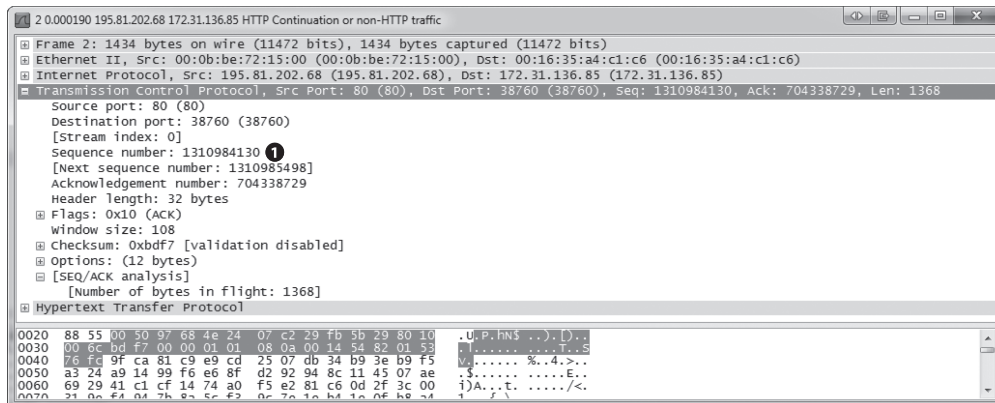 2 0.000190 195.81.202.68 172.31.136.85 HTTP Continuation or non-HTTP traffic
Frame 2: 1434 bytes on wire (11472 bits), 1434 bytes captured (11472 bits)
Ethernet II, Src: 00:0b:be:72:15:00 (00:0b:be:72:15:00), Dst: 00:16:35:a4:c1:c6 (00:16:35:a4:c1:c6)
Internet Protocol, Src: 195.81.202.68 (195.81.202.68), Dst: 172.31.136.85 (172.31.136.85)
Transmission Control Protocol, Src Port: 80 (80), Dst Port: 38760 (38760), Seq: 1310984130, Ack: 704338729, Len: 1368
Source port: 80 (80)
Destination port: 38760 (38760)
[Stream index: 0]
Sequence number: 1310984130 1
[Next sequence number: 1310985498]
Acknowledgement number: 704338729
Header length: 32 bytes
Flags: 0x10 (ACK)
Window size: 108
Checksum: 0xbdf7 [validation disabled]
Options: (12 bytes)
[SEQ/ACK analysis]
[Number of bytes in flight: 1368]
Hypertext Transfer Protocol
0020 88 55 00 50 97 68 4e 24 07 c2 29 fb 5b 29 80 10 .U.P.hN$ ..).[)..
0030 00 6c bd f7 00 00 01 01 08 0a 00 14 54 82 01 53 .l...... ....T..S
0040 76 fc 9f ca 81 c9 e9 cd 25 07 db 34 b9 3e b9 f5 v....... %..4.>..
0050 a3 24 a9 14 99 f6 e6 8f d2 92 94 8c 11 45 07 ae .$...... .....E..
0060 69 29 41 c1 cf 14 74 a0 f5 e2 81 c6 0d 2f 3c 00 i)A...t. ...../<.